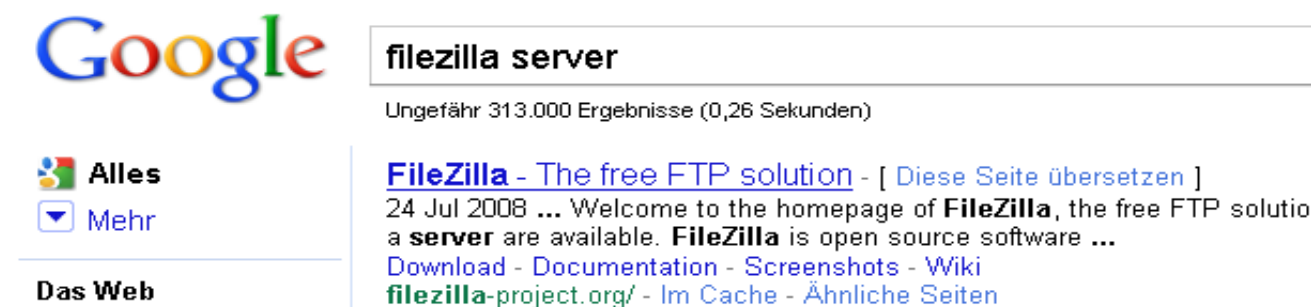 Google
filezilla server
Ungefähr 313.000 Ergebnisse (0,26 Sekunden)
Alles
Mehr
Das Web
FileZilla - The free FTP solution - [ Diese Seite übersetzen ]
24 Jul 2008 ... Welcome to the homepage of FileZilla, the free FTP solutio
a server are available. FileZilla is open source software ...
Download - Documentation - Screenshots - Wiki
filezilla-project.org/ - Im Cache - Ähnliche Seiten